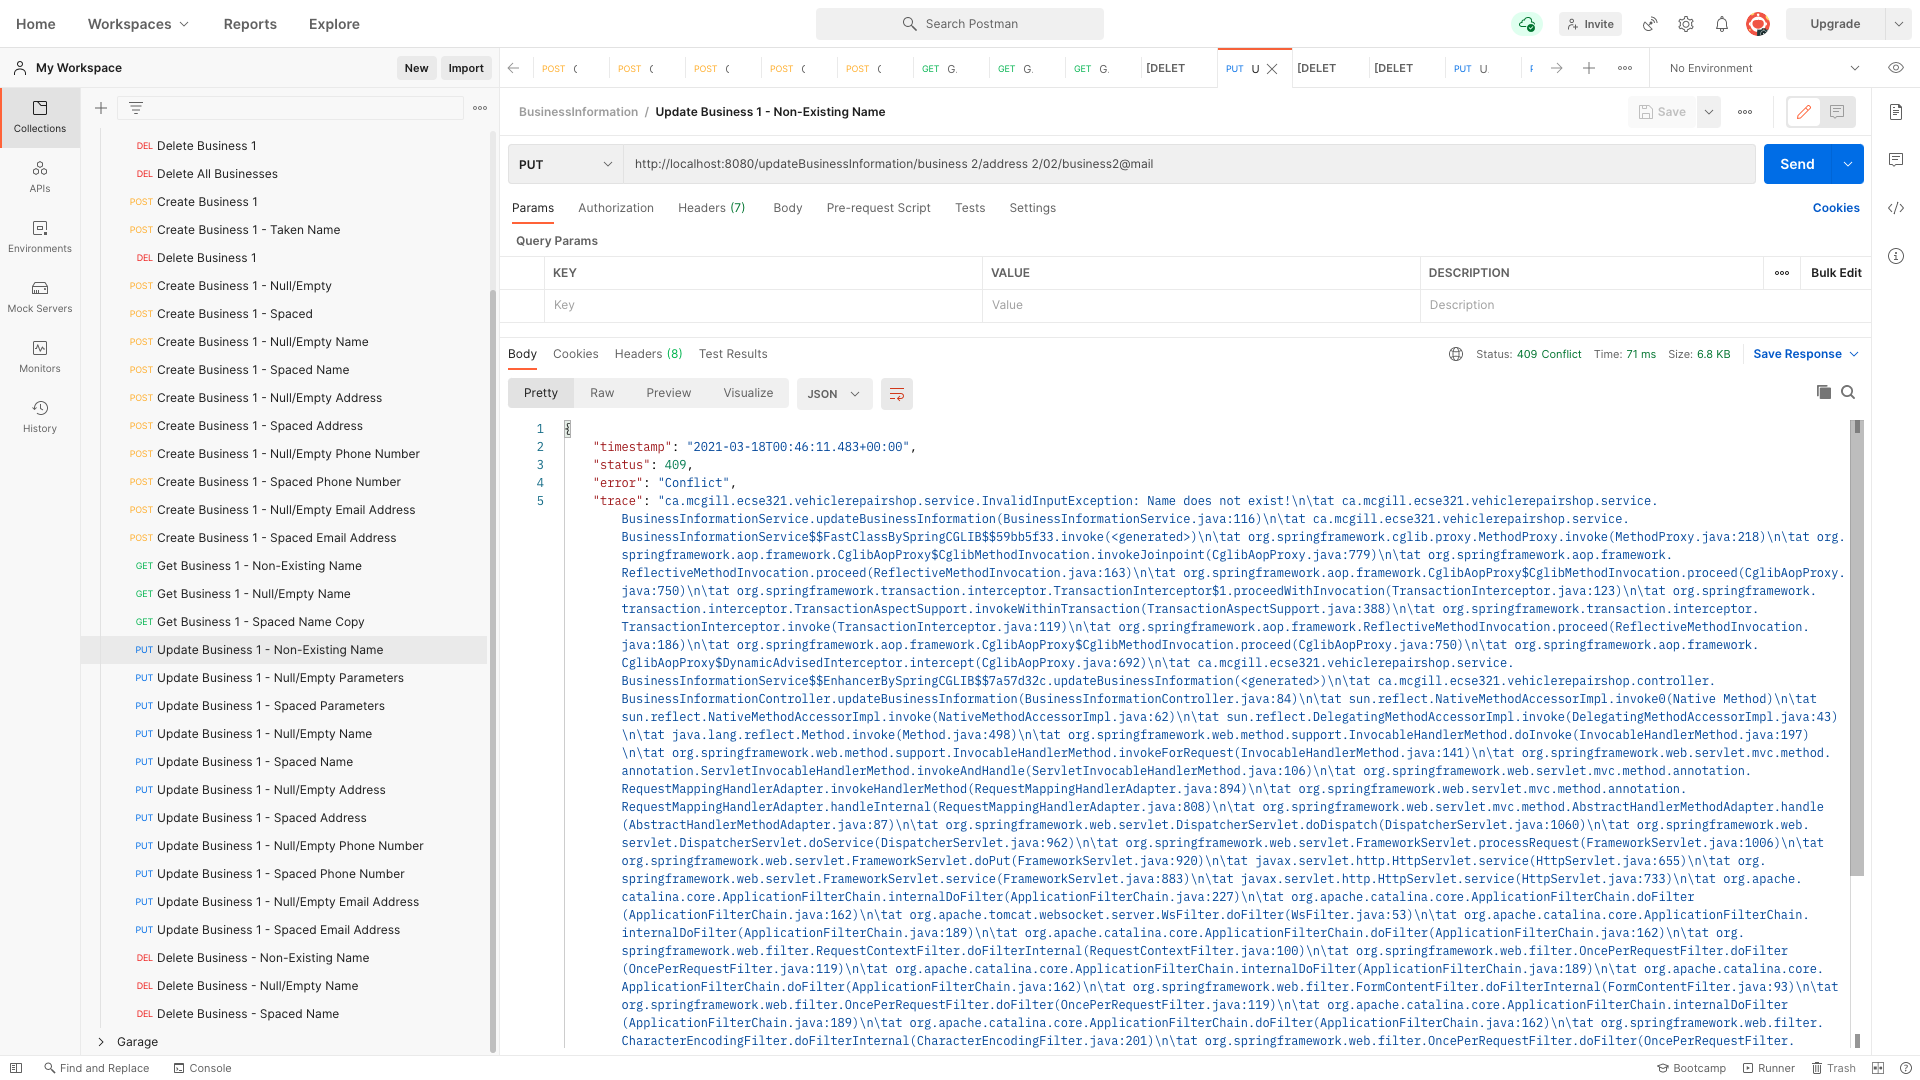 Home
Workspaces
Reports
Explore
Search Postman
Invite
Upgrade
My Workspace
New
Import
POST
POST
POST
POST
POST
GET G.
GET G.
GET G.
[DELET
PUT U
[DELET
[DELET
PUT U.
No Environment
Collections
APIs
Environments
Mock Servers
Monitors
History
DEL Delete Business 1
DEL Delete All Businesses
POST Create Business 1
POST Create Business 1 - Taken Name
DEL Delete Business 1
POST Create Business 1 - Null/Empty
POST Create Business 1 - Spaced
POST Create Business 1 - Null/Empty Name
POST Create Business 1 - Spaced Name
POST Create Business 1 - Null/Empty Address
POST Create Business 1 - Spaced Address
POST Create Business 1 - Null/Empty Phone Number
POST Create Business 1 - Spaced Phone Number
POST Create Business 1 - Null/Empty Email Address
POST Create Business 1 - Spaced Email Address
GET Get Business 1 - Non-Existing Name
GET Get Business 1 - Null/Empty Name
GET Get Business 1 - Spaced Name Copy
PUT Update Business 1 - Non-Existing Name
PUT Update Business 1 - Null/Empty Parameters
PUT Update Business 1 - Spaced Parameters
PUT Update Business 1 - Null/Empty Name
PUT Update Business 1 - Spaced Name
PUT Update Business 1 - Null/Empty Address
PUT Update Business 1 - Spaced Address
PUT Update Business 1 - Null/Empty Phone Number
PUT Update Business 1 - Spaced Phone Number
PUT Update Business 1 - Null/Empty Email Address
PUT Update Business 1 - Spaced Email Address
DEL Delete Business - Non-Existing Name
DEL Delete Business - Null/Empty Name
DEL Delete Business - Spaced Name
Garage
BusinessInformation / Update Business 1 - Non-Existing Name
Save
PUT
http://localhost:8080/updateBusinessInformation/business 2/address 2/02/business2@mail
Send
Params Authorization Headers (7) Body Pre-request Script Tests Settings Cookies
Query Params
KEY VALUE DESCRIPTION Bulk Edit
Key Value Description
Body Cookies Headers (8) Test Results
Status: 409 Conflict Time: 71 ms Size: 6.8 KB Save Response
Pretty Raw Preview Visualize JSON
1 {
2 "timestamp": "2021-03-18T00:46:11.483+00:00",
3 "status": 409,
4 "error": "Conflict",
5 "trace": "ca.mcgill.ecse321.vehiclerepairshop.service.InvalidInputException: Name does not exist!\n\tat ca.mcgill.ecse321.vehiclerepairshop.service.
BusinessInformationService.updateBusinessInformation(BusinessInformationService.java:116)\n\tat ca.mcgill.ecse321.vehiclerepairshop.service.
BusinessInformationService$$FastClassBySpringCGLIB$$59bb5f33.invoke(<generated>)\n\tat org.springframework.cglib.proxy.MethodProxy.invoke(MethodProxy.java:218)\n\tat org.
springframework.aop.framework.CglibAopProxy$CglibMethodInvocation.invokeJoinpoint(CglibAopProxy.java:779)\n\tat org.springframework.aop.framework.
ReflectiveMethodInvocation.proceed(ReflectiveMethodInvocation.java:163)\n\tat org.springframework.aop.framework.CglibAopProxy$CglibMethodInvocation.proceed(CglibAopProxy.
java:750)\n\tat org.springframework.transaction.interceptor.TransactionInterceptor$1.proceedWithInvocation(TransactionInterceptor.java:123)\n\tat org.springframework.
transaction.interceptor.TransactionAspectSupport.invokeWithinTransaction(TransactionAspectSupport.java:388)\n\tat org.springframework.transaction.interceptor.
TransactionInterceptor.invoke(TransactionInterceptor.java:119)\n\tat org.springframework.aop.framework.ReflectiveMethodInvocation.proceed(ReflectiveMethodInvocation.
java:186)\n\tat org.springframework.aop.framework.CglibAopProxy$CglibMethodInvocation.proceed(CglibAopProxy.java:750)\n\tat org.springframework.aop.framework.
CglibAopProxy$DynamicAdvisedInterceptor.intercept(CglibAopProxy.java:692)\n\tat ca.mcgill.ecse321.vehiclerepairshop.service.
BusinessInformationService$$EnhancerBySpringCGLIB$$7a57d32c.updateBusinessInformation(<generated>)\n\tat ca.mcgill.ecse321.vehiclerepairshop.controller.
BusinessInformationController.updateBusinessInformation(BusinessInformationController.java:84)\n\tat sun.reflect.NativeMethodAccessorImpl.invoke0(Native Method)\n\tat
sun.reflect.NativeMethodAccessorImpl.invoke(NativeMethodAccessorImpl.java:62)\n\tat sun.reflect.DelegatingMethodAccessorImpl.invoke(DelegatingMethodAccessorImpl.java:43)
\n\tat java.lang.reflect.Method.invoke(Method.java:498)\n\tat org.springframework.web.method.support.InvocableHandlerMethod.doInvoke(InvocableHandlerMethod.java:197)
\n\tat org.springframework.web.method.support.InvocableHandlerMethod.invokeForRequest(InvocableHandlerMethod.java:141)\n\tat org.springframework.web.servlet.mvc.method.
annotation.ServletInvocableHandlerMethod.invokeAndHandle(ServletInvocableHandlerMethod.java:106)\n\tat org.springframework.web.servlet.mvc.method.annotation.
RequestMappingHandlerAdapter.invokeHandlerMethod(RequestMappingHandlerAdapter.java:894)\n\tat org.springframework.web.servlet.mvc.method.annotation.
RequestMappingHandlerAdapter.handleInternal(RequestMappingHandlerAdapter.java:808)\n\tat org.springframework.web.servlet.mvc.method.AbstractHandlerMethodAdapter.handle
(AbstractHandlerMethodAdapter.java:87)\n\tat org.springframework.web.servlet.DispatcherServlet.doDispatch(DispatcherServlet.java:1060)\n\tat org.springframework.web.
servlet.DispatcherServlet.doService(DispatcherServlet.java:962)\n\tat org.springframework.web.servlet.FrameworkServlet.processRequest(FrameworkServlet.java:1006)\n\tat
org.springframework.web.servlet.FrameworkServlet.doPut(FrameworkServlet.java:920)\n\tat javax.servlet.http.HttpServlet.service(HttpServlet.java:655)\n\tat org.
springframework.web.servlet.FrameworkServlet.service(FrameworkServlet.java:883)\n\tat javax.servlet.http.HttpServlet.service(HttpServlet.java:733)\n\tat org.apache.
catalina.core.ApplicationFilterChain.internalDoFilter(ApplicationFilterChain.java:227)\n\tat org.apache.catalina.core.ApplicationFilterChain.doFilter
(ApplicationFilterChain.java:162)\n\tat org.apache.tomcat.websocket.server.WsFilter.doFilter(WsFilter.java:53)\n\tat org.apache.catalina.core.ApplicationFilterChain.
internalDoFilter(ApplicationFilterChain.java:189)\n\tat org.apache.catalina.core.ApplicationFilterChain.doFilter(ApplicationFilterChain.java:162)\n\tat org.
springframework.web.filter.RequestContextFilter.doFilterInternal(RequestContextFilter.java:100)\n\tat org.springframework.web.filter.OncePerRequestFilter.doFilter
(OncePerRequestFilter.java:119)\n\tat org.apache.catalina.core.ApplicationFilterChain.internalDoFilter(ApplicationFilterChain.java:189)\n\tat org.apache.catalina.core.
ApplicationFilterChain.doFilter(ApplicationFilterChain.java:162)\n\tat org.springframework.web.filter.FormContentFilter.doFilterInternal(FormContentFilter.java:93)\n\tat
org.springframework.web.filter.OncePerRequestFilter.doFilter(OncePerRequestFilter.java:119)\n\tat org.apache.catalina.core.ApplicationFilterChain.internalDoFilter
(ApplicationFilterChain.java:189)\n\tat org.apache.catalina.core.ApplicationFilterChain.doFilter(ApplicationFilterChain.java:162)\n\tat org.springframework.web.filter.
CharacterEncodingFilter.doFilterInternal(CharacterEncodingFilter.java:201)\n\tat org.springframework.web.filter.OncePerRequestFilter.doFilter(OncePerRequestFilter.
Find and Replace
Console
Bootcamp
Runner
Trash